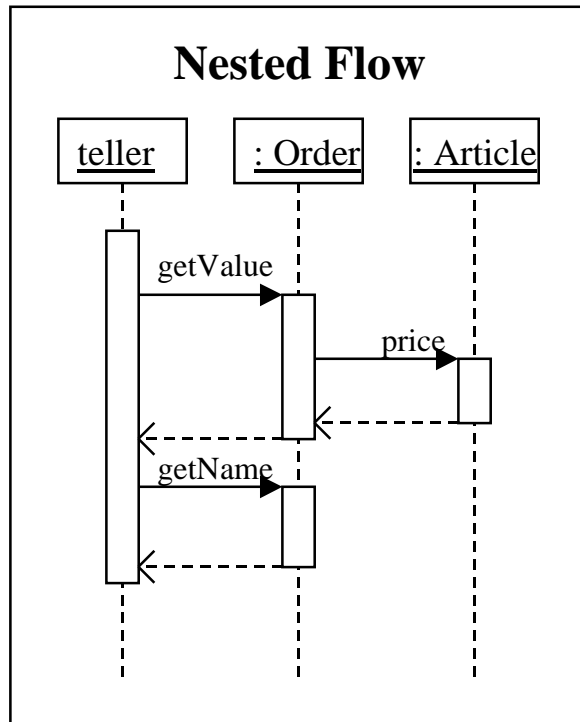 Nested Flow
teller
: Order
: Article
getValue
price
getName